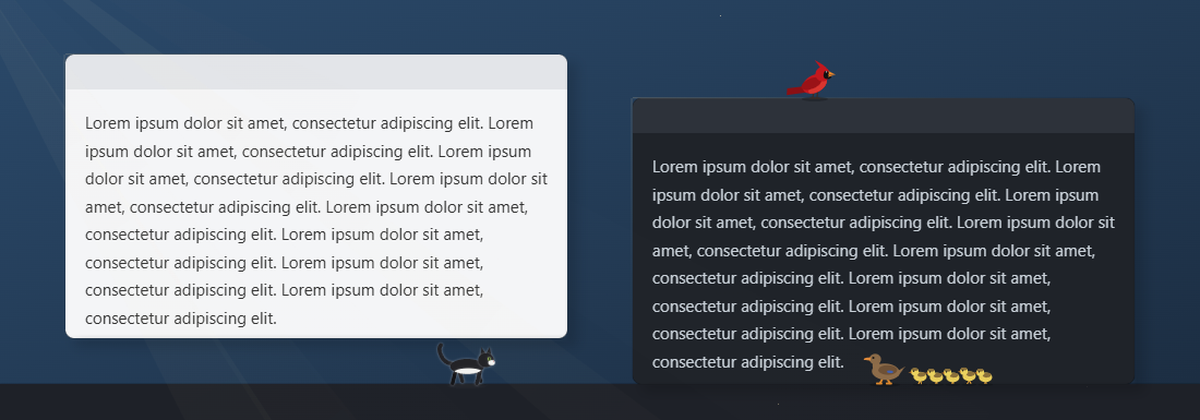 Lorem ipsum dolor sit amet, consectetur adipiscing elit. Lorem
ipsum dolor sit amet, consectetur adipiscing elit. Lorem ipsum
dolor sit amet, consectetur adipiscing elit. Lorem ipsum dolor sit
amet, consectetur adipiscing elit. Lorem ipsum dolor sit amet,
consectetur adipiscing elit. Lorem ipsum dolor sit amet,
consectetur adipiscing elit. Lorem ipsum dolor sit amet,
consectetur adipiscing elit. Lorem ipsum dolor sit amet,
consectetur adipiscing elit.
Lorem ipsum dolor sit amet, consectetur adipiscing elit. Lorem
ipsum dolor sit amet, consectetur adipiscing elit. Lorem ipsum
dolor sit amet, consectetur adipiscing elit. Lorem ipsum dolor sit
amet, consectetur adipiscing elit. Lorem ipsum dolor sit amet,
consectetur adipiscing elit. Lorem ipsum dolor sit amet,
consectetur adipiscing elit. Lorem ipsum dolor sit amet,
consectetur adipiscing elit. Lorem ipsum dolor sit amet,
consectetur adipiscing elit.